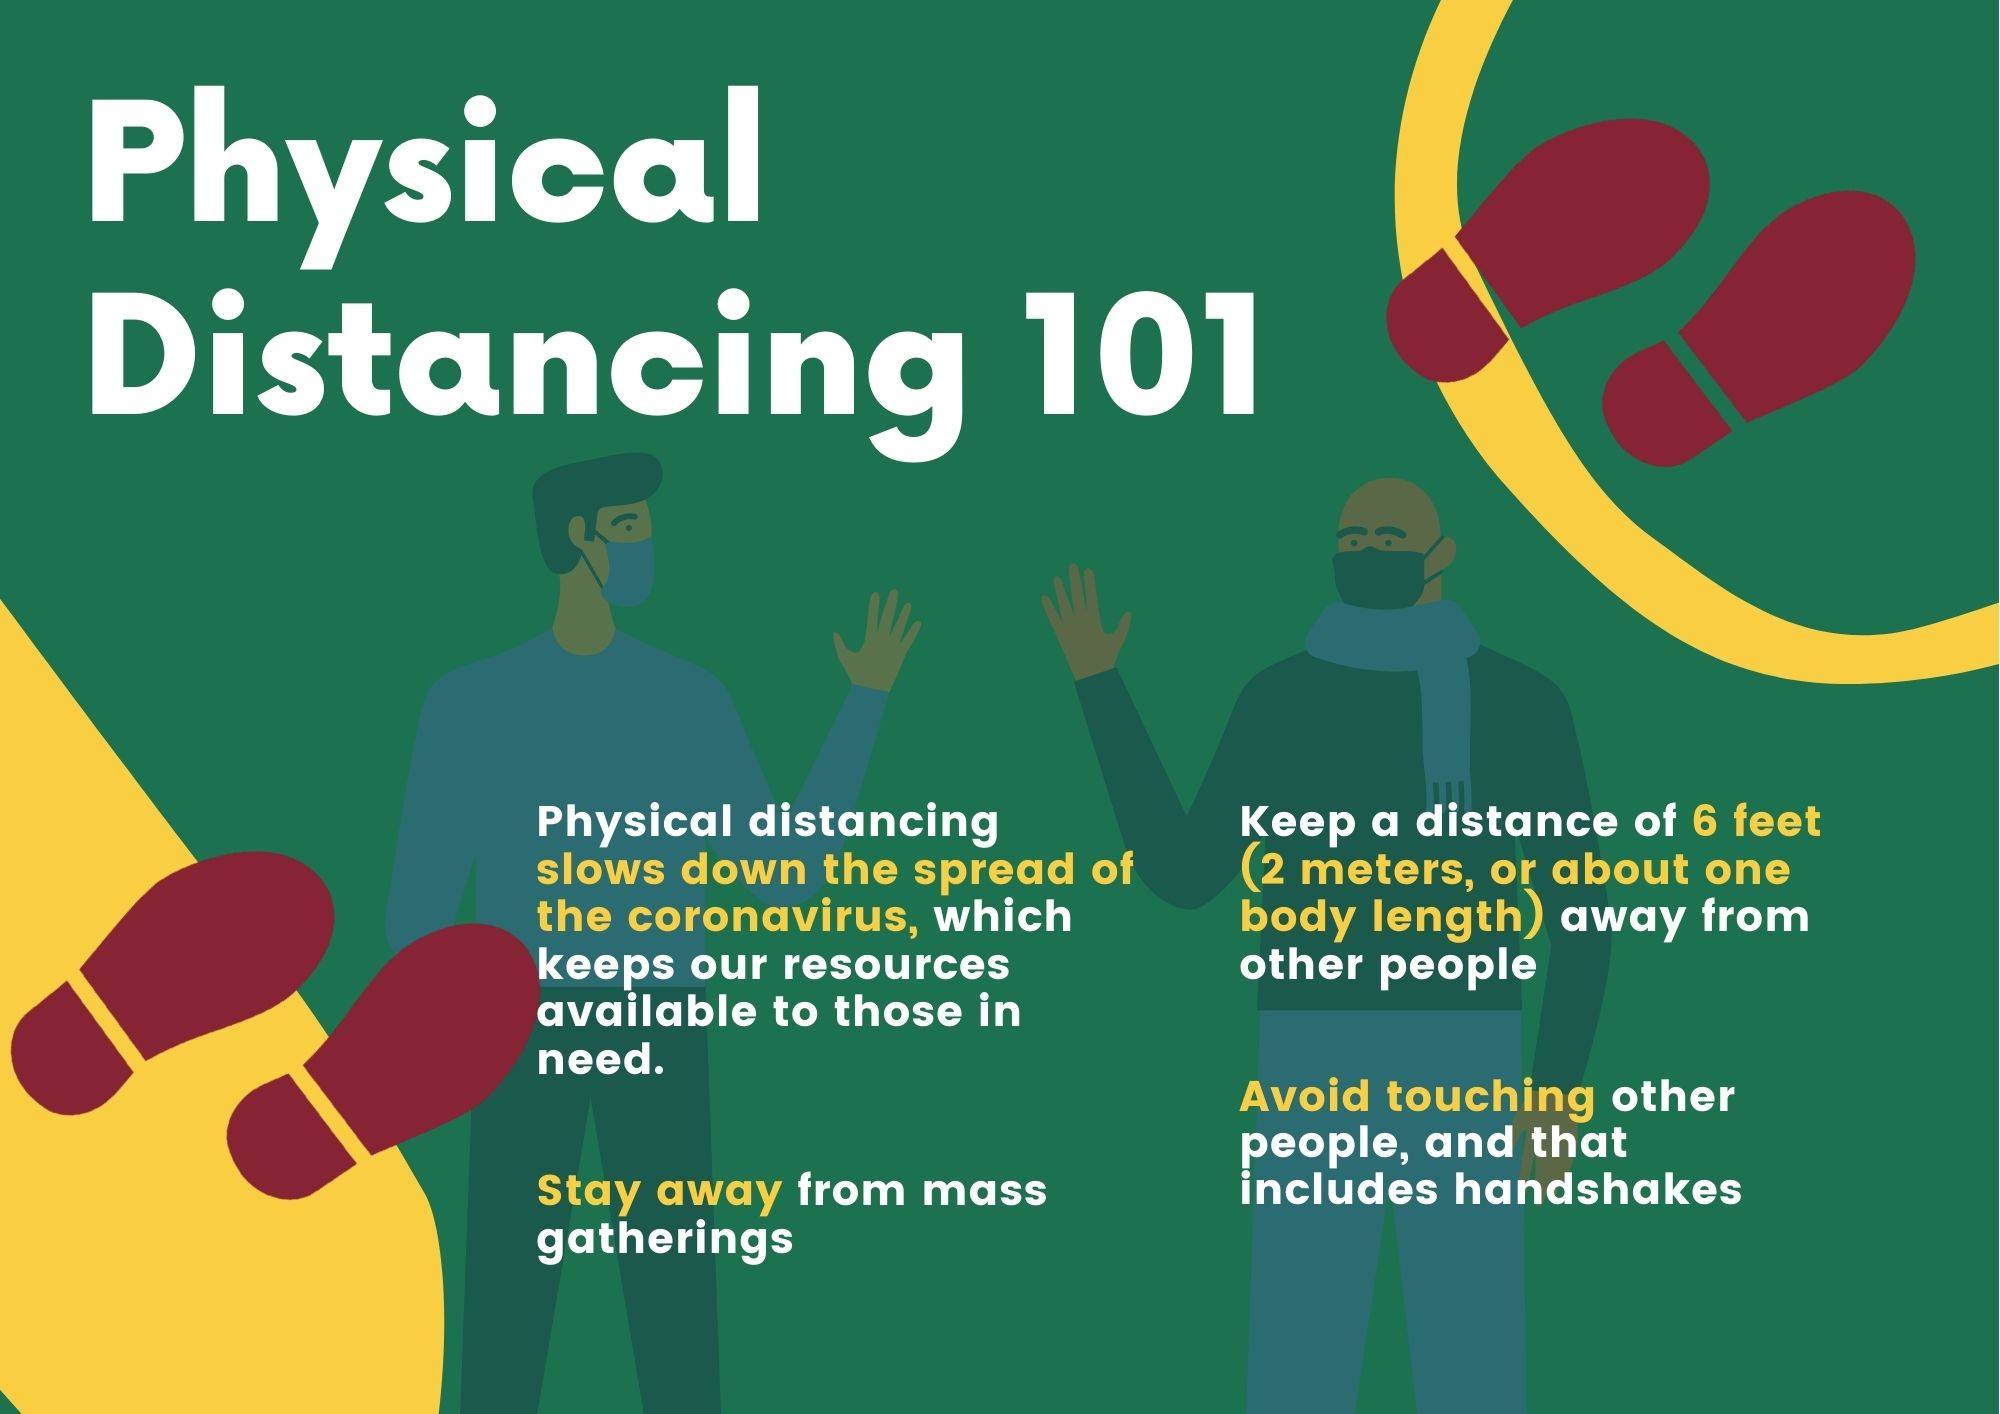 Physical
Distancing 101
Physical distancing
slows down the spread of
the coronavirus, which
keeps our resources
available to those in
need.
Stay away from mass
gatherings
Keep a distance of 6 feet
(2 meters, or about one
body length) away from
other people
Avoid touching other
people, and that
includes handshakes